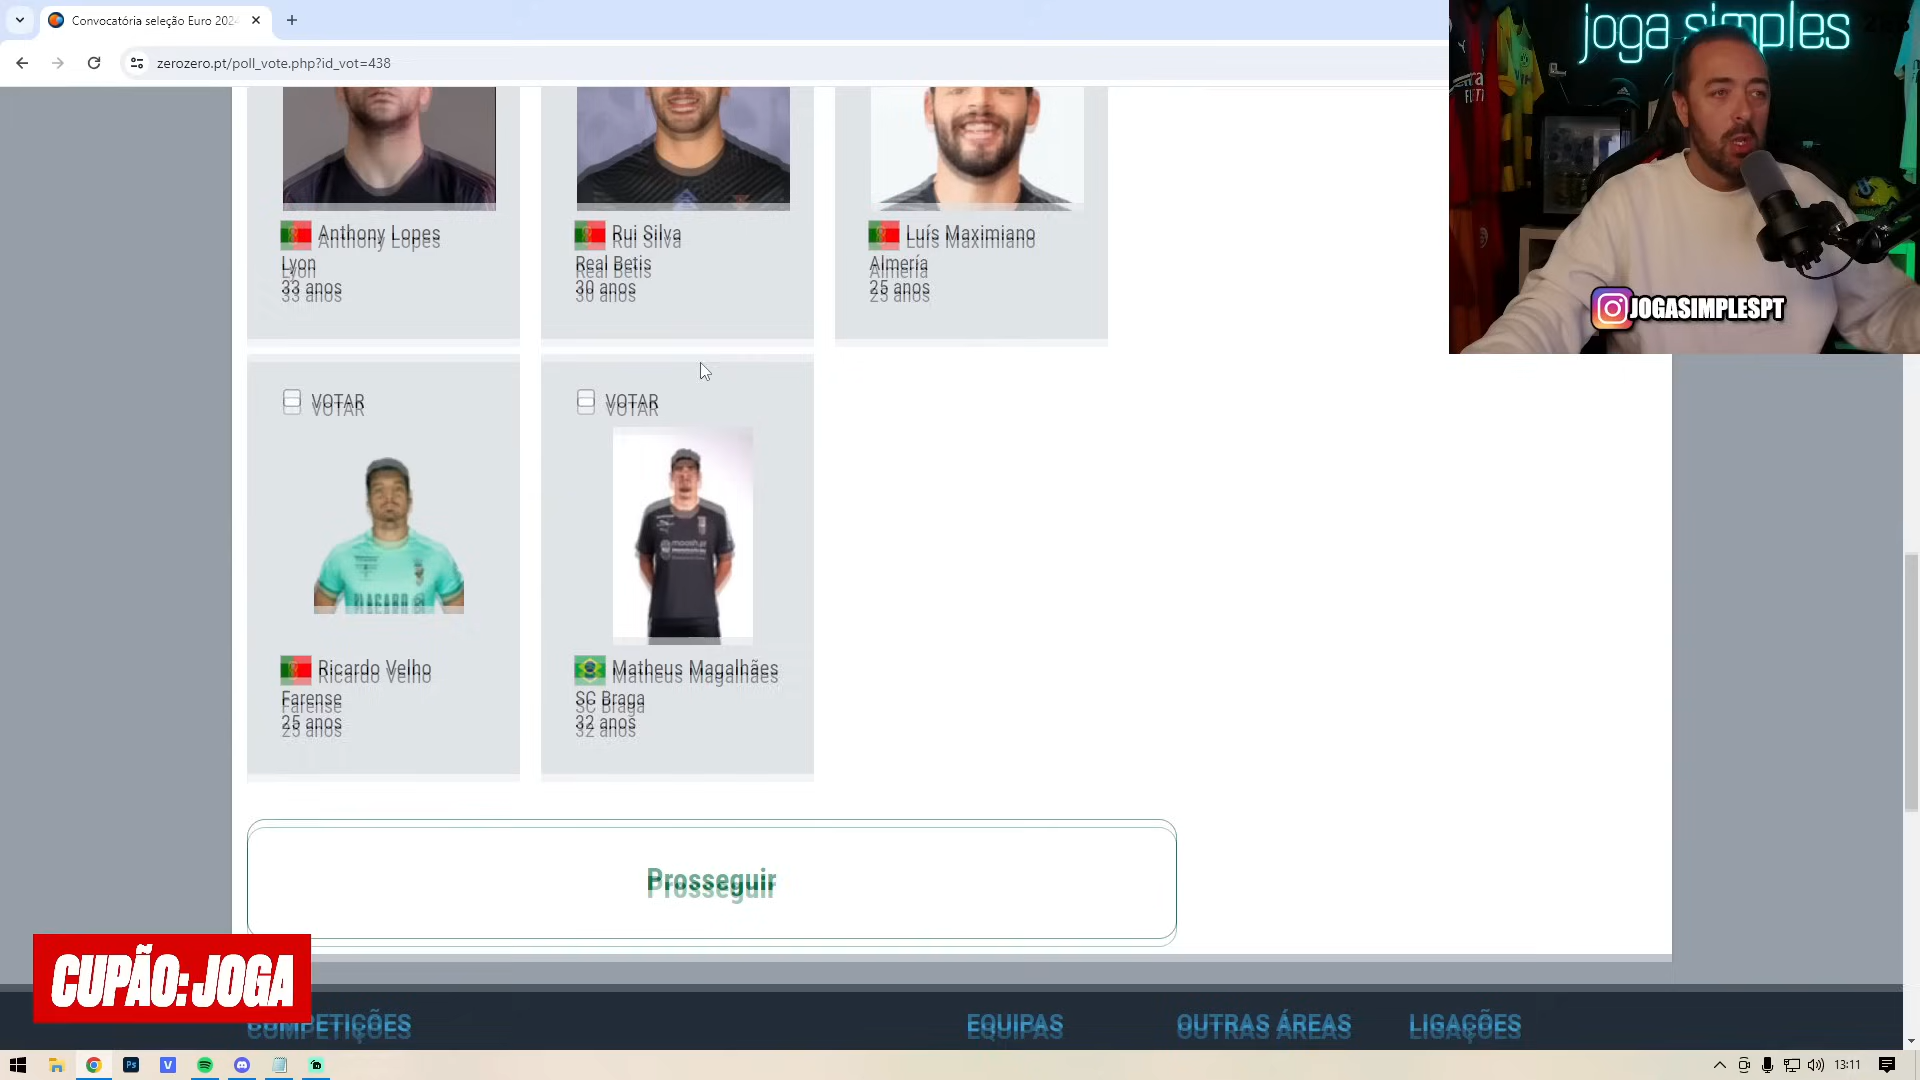 Convocatória seleção Euro 2024
zerozero.pt/poll_vote.php?id_vot=438
joga simples
Anthony Lopes
Lyon
33 anos
Rui Silva
Real Betis
30 anos
Luís Maximiano
Almería
25 anos
JOGASIMPLESPT
VOTAR
VOTAR
Ricardo Velho
Farense
25 anos
Matheus Magalhães
SC Braga
32 anos
Prosseguir
CUPÃO: JOGA
COMPETIÇÕES
EQUIPAS
OUTRAS ÁREAS
LIGAÇÕES
13:11